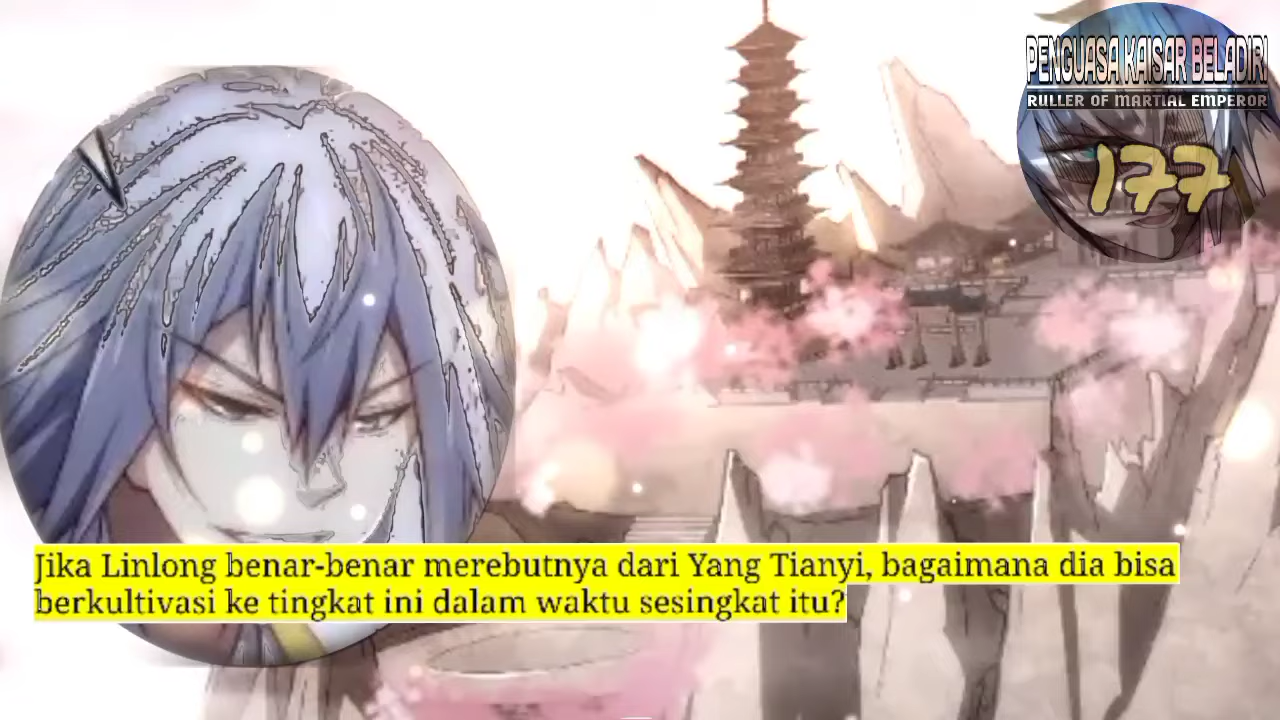 PENGUASA KAISAR BELADIRI
RULLER OF MARTIAL EMPEROR
177
Jika Linlong benar-benar merebutnya dari Yang Tianyi, bagaimana dia bisa
berkultivasi ke tingkat ini dalam waktu sesingkat itu?